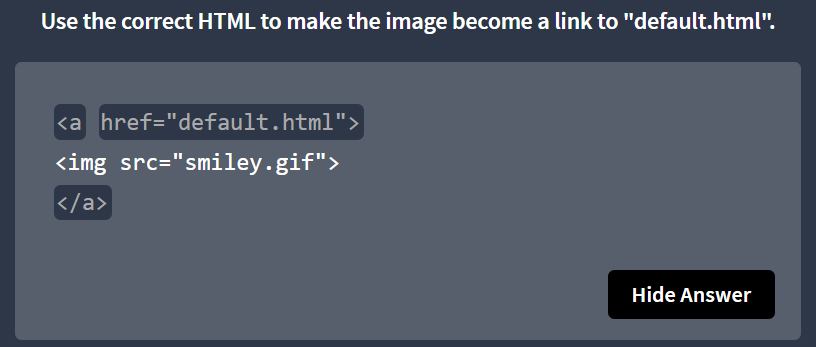 Use the correct HTML to make the image become a link to "default.html".
<a href="default.html">
<img src="smiley.gif">
</a>
Hide Answer